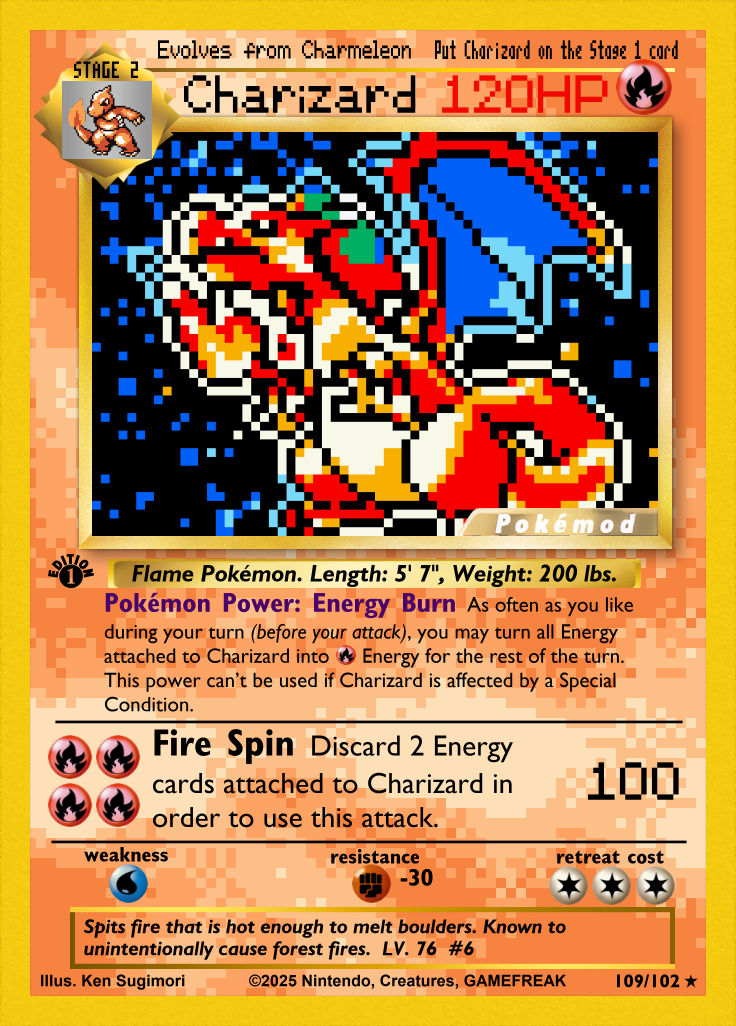 Evolves from Charmeleon Put Charizard on the Stage 1 card
STAGE 2
Charizard 120HP
Pokémod
EDITION
1
Flame Pokémon. Length: 5' 7", Weight: 200 lbs.
Pokémon Power: Energy Burn As often as you like
during your turn (before your attack), you may turn all Energy
attached to Charizard into Energy for the rest of the turn.
This power can't be used if Charizard is affected by a Special
Condition.
Fire Spin Discard 2 Energy
cards attached to Charizard in
order to use this attack.
100
weakness resistance retreat cost
-30
Spits fire that is hot enough to melt boulders. Known to
unintentionally cause forest fires. LV. 76 #6
Illus. Ken Sugimori ©2025 Nintendo, Creatures, GAMEFREAK 109/102 ★